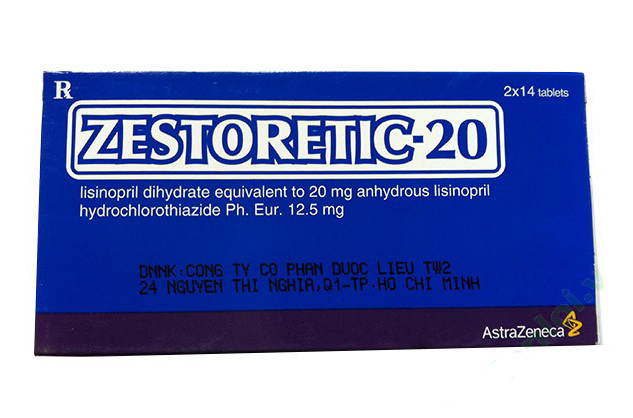 Rx
2x14 tablets
ZESTORETIC-20
lisinopril dihydrate equivalent to 20 mg anhydrous lisinopril
hydrochlorothiazide Ph. Eur. 12.5 mg
DNNK:CONG TY CO PHAN DUOC LIEU TW2
24 NGUYEN THI NGHIA,Q1-TP.HO CHI MINH
AstraZeneca